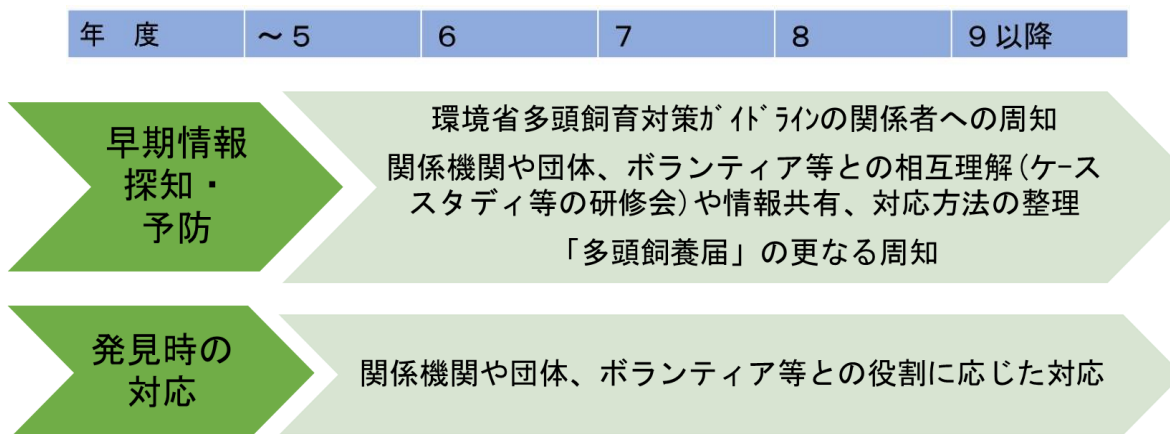 年 度 ～5 6 7 8 9以降
早期情報
探知・
予防
環境省多頭飼育対策ｶﾞｲﾄﾞﾗｲﾝの関係者への周知
関係機関や団体、ボランティア等との相互理解(ケース
スタディ等の研修会)や情報共有、対応方法の整理
「多頭飼養届」の更なる周知
発見時の
対応
関係機関や団体、ボランティア等との役割に応じた対応